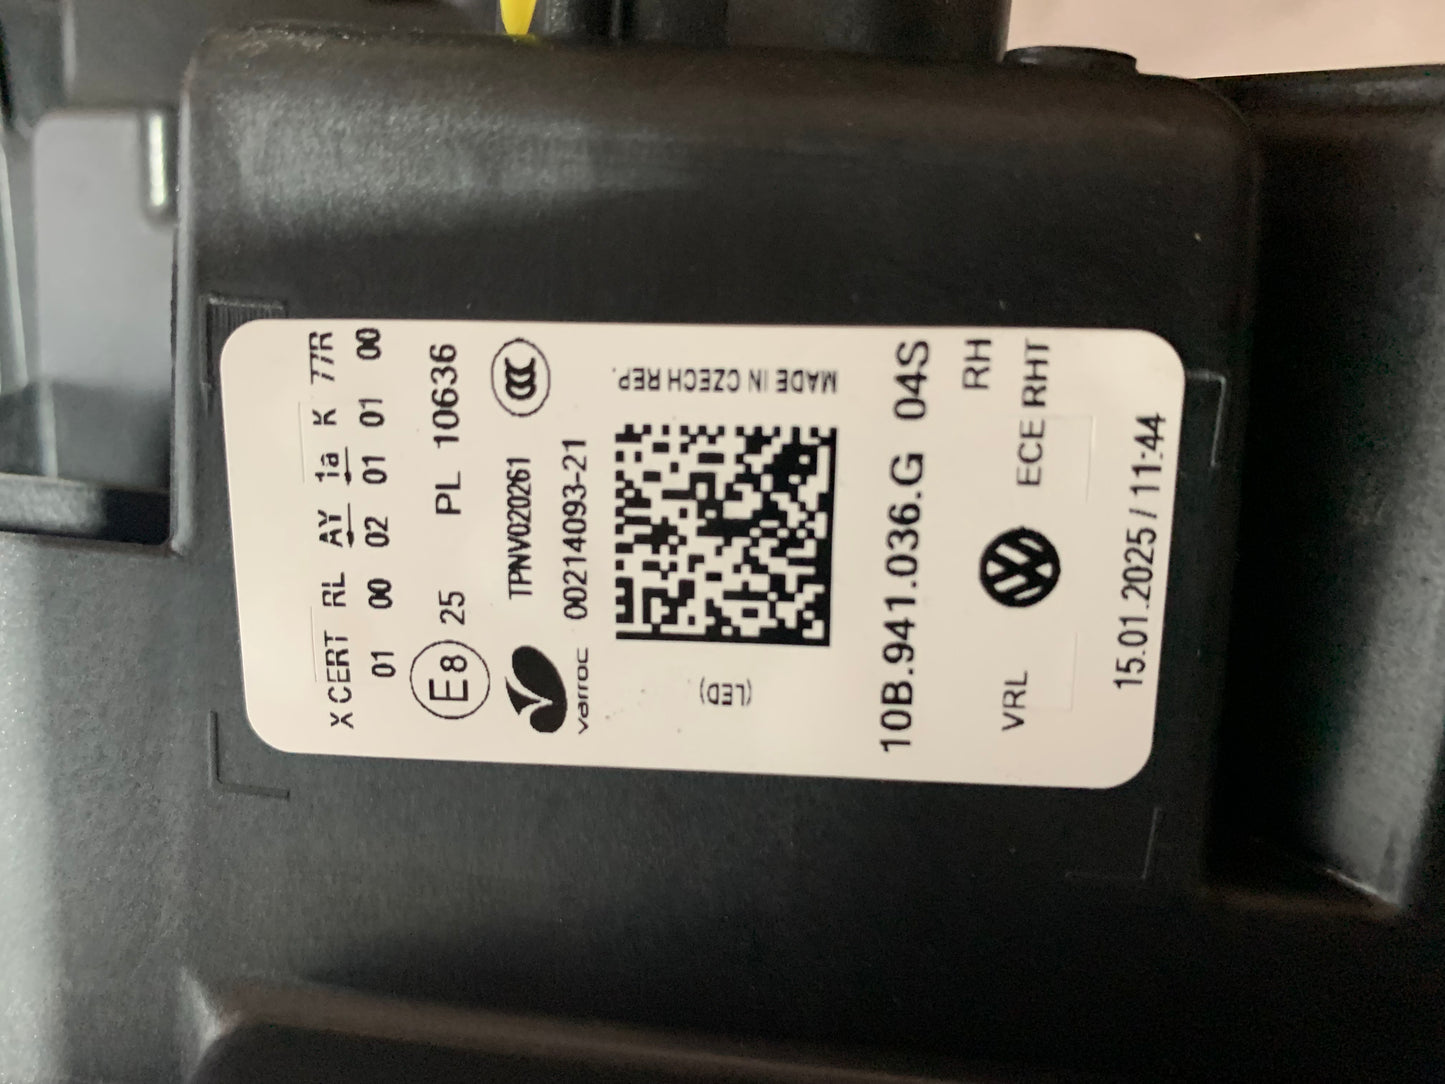 X CERT RL AY 1a K 77R
01 00 02 01 01 00
E8 25 PL 10636
varroc TPNV020261 CCC
00214093-21
(LED)
MADE IN CZECH REP.
10B.941.036.G 04S
RH
VRL ECE RHT
15.01.2025 / 11:44